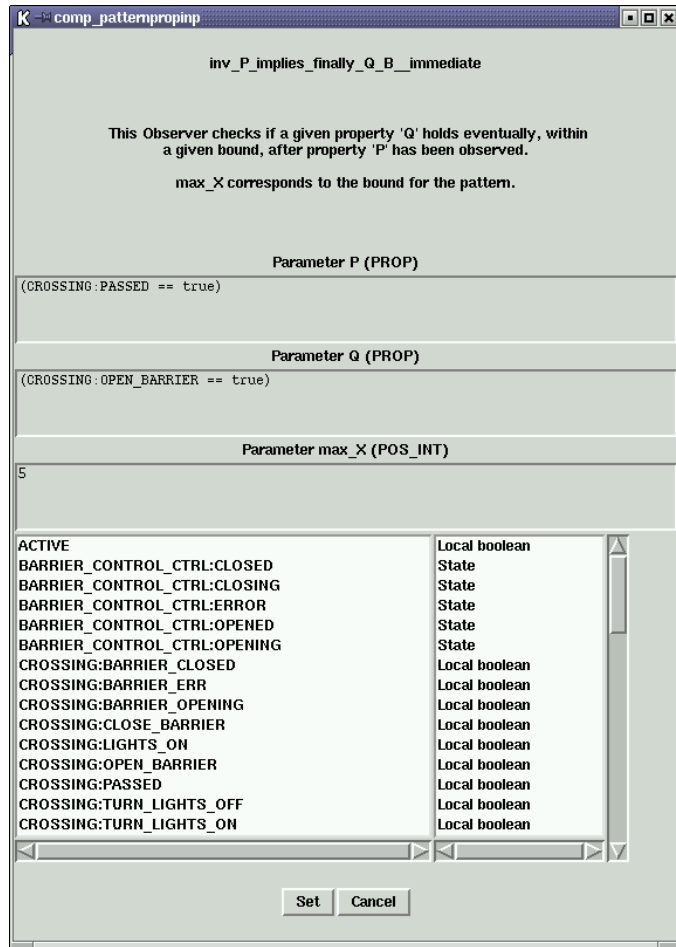 comp_patternpropinp
inv_P_implies_finally_Q_B__immediate
This Observer checks if a given property 'Q' holds eventually, within
a given bound, after property 'P' has been observed.
max_X corresponds to the bound for the pattern.
Parameter P (PROP)
(CROSSING:PASSED == true)
Parameter Q (PROP)
(CROSSING:OPEN_BARRIER == true)
Parameter max_X (POS_INT)
5
ACTIVE Local boolean
BARRIER_CONTROL_CTRL:CLOSED State
BARRIER_CONTROL_CTRL:CLOSING State
BARRIER_CONTROL_CTRL:ERROR State
BARRIER_CONTROL_CTRL:OPENED State
BARRIER_CONTROL_CTRL:OPENING State
CROSSING:BARRIER_CLOSED Local boolean
CROSSING:BARRIER_ERR Local boolean
CROSSING:BARRIER_OPENING Local boolean
CROSSING:CLOSE_BARRIER Local boolean
CROSSING:LIGHTS_ON Local boolean
CROSSING:OPEN_BARRIER Local boolean
CROSSING:PASSED Local boolean
CROSSING:TURN_LIGHTS_OFF Local boolean
CROSSING:TURN_LIGHTS_ON Local boolean
Set Cancel